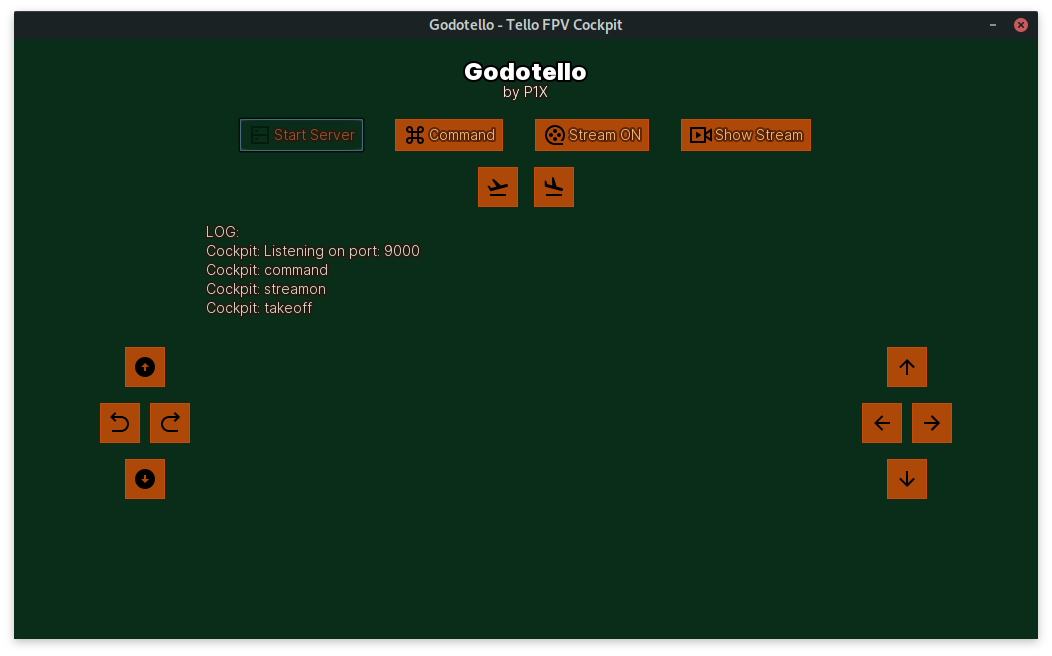 Godotello - Tello FPV Cockpit
Godotello
by P1X
Start Server
Command
Stream ON
Show Stream
LOG:
Cockpit: Listening on port: 9000
Cockpit: command
Cockpit: streamon
Cockpit: takeoff